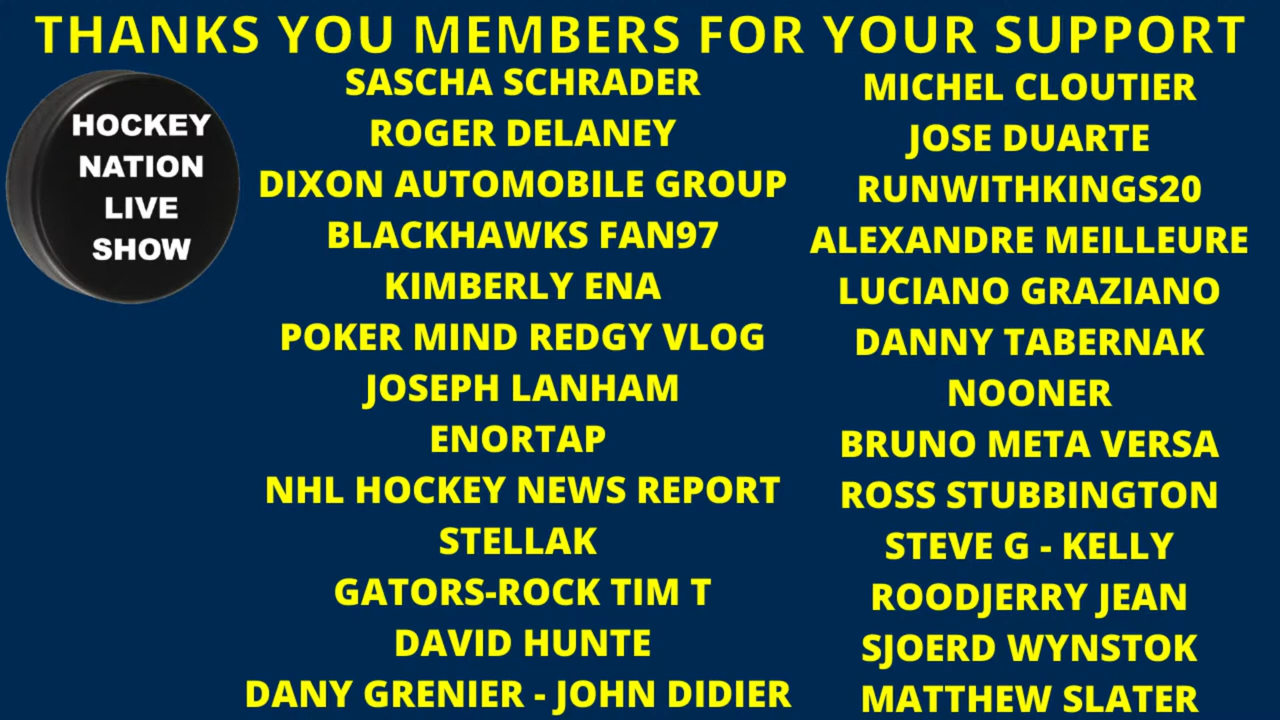 THANKS YOU MEMBERS FOR YOUR SUPPORT
HOCKEY
NATION
LIVE
SHOW
SASCHA SCHRADER
ROGER DELANEY
DIXON AUTOMOBILE GROUP
BLACKHAWKS FAN97
KIMBERLY ENA
POKER MIND REDGY VLOG
JOSEPH LANHAM
ENORTAP
NHL HOCKEY NEWS REPORT
STELLAK
GATORS-ROCK TIM T
DAVID HUNTE
DANY GRENIER - JOHN DIDIER
MICHEL CLOUTIER
JOSE DUARTE
RUNWITHKINGS20
ALEXANDRE MEILLEURE
LUCIANO GRAZIANO
DANNY TABERNAK
NOONER
BRUNO META VERSA
ROSS STUBBINGTON
STEVE G - KELLY
ROODJERRY JEAN
SJOERD WYNSTOK
MATTHEW SLATER